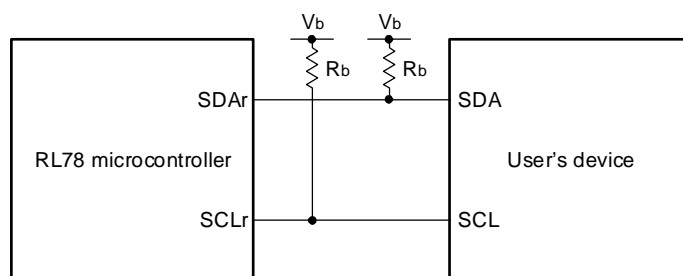 Vb Vb
Rb Rb
SDAr SDA
RL78 microcontroller User's device
SCLr SCL